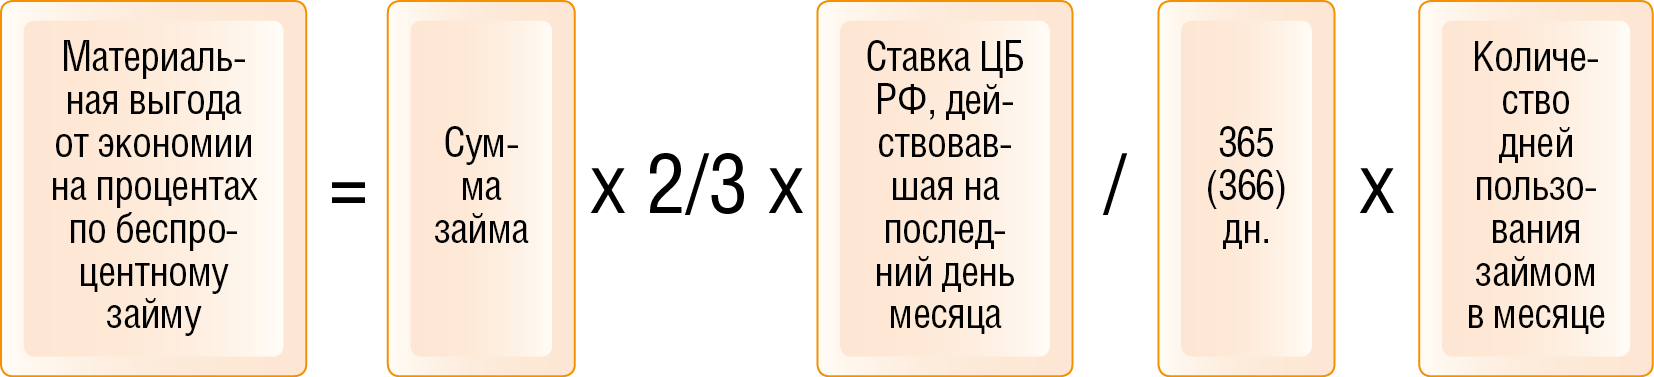 Материаль-
ная выгода
от экономии
на процентах
по беспро-
центному
займу
=
Сум-
ма
займа
х 2/3 х
Ставка ЦБ
РФ, дей-
ствовав-
шая на
послед-
ний день
месяца
/
365
(366)
дн.
х
Количе-
ство
дней
пользо-
вания
займом
в месяце